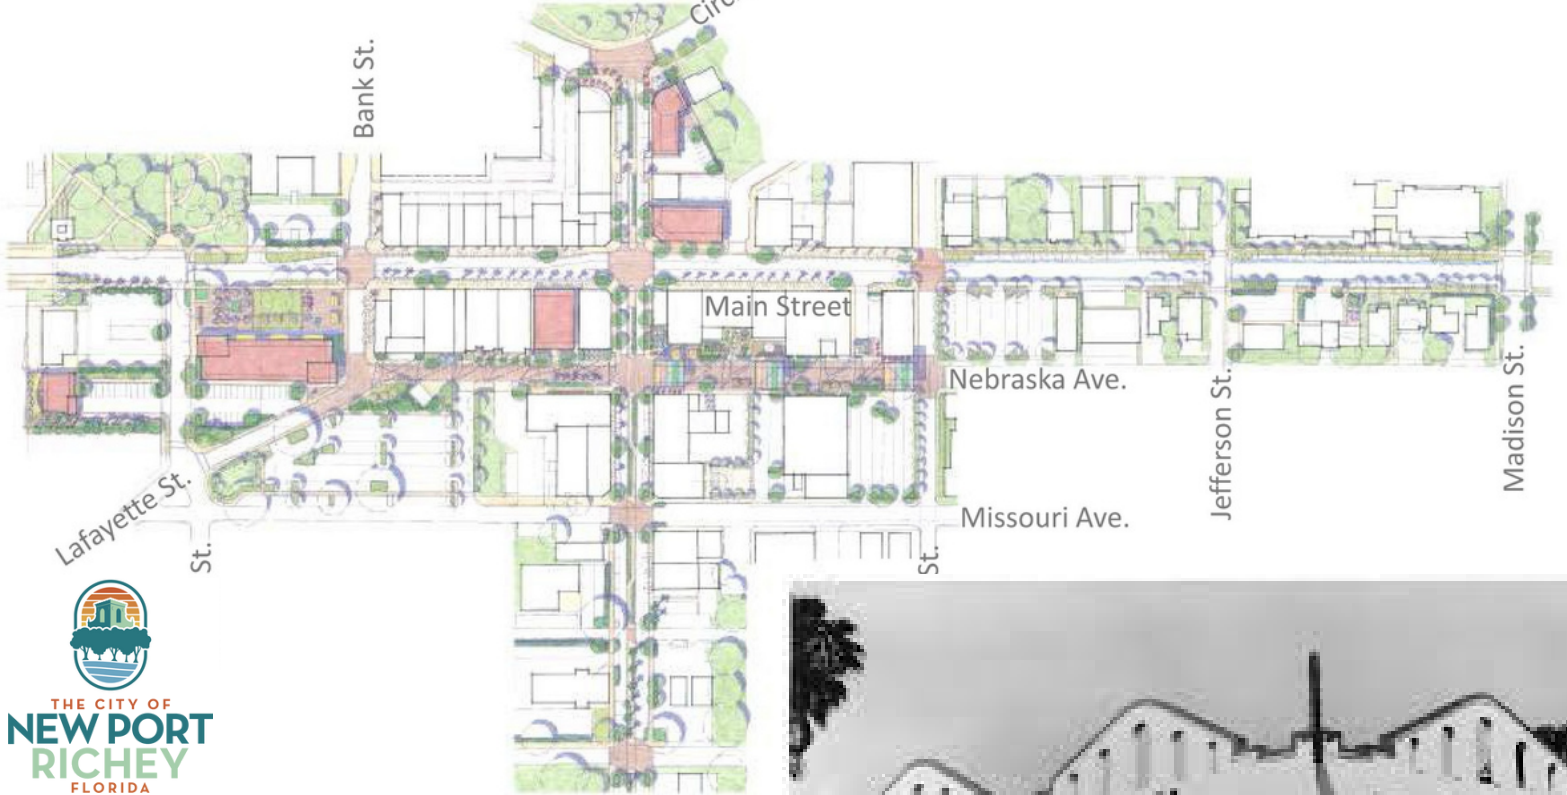 Bank St.
Main Street
Nebraska Ave.
Jefferson St.
Madison St.
Lafayette St.
Missouri Ave.
St.
St.
THE CITY OF
NEW PORT
RICHEY
FLORIDA